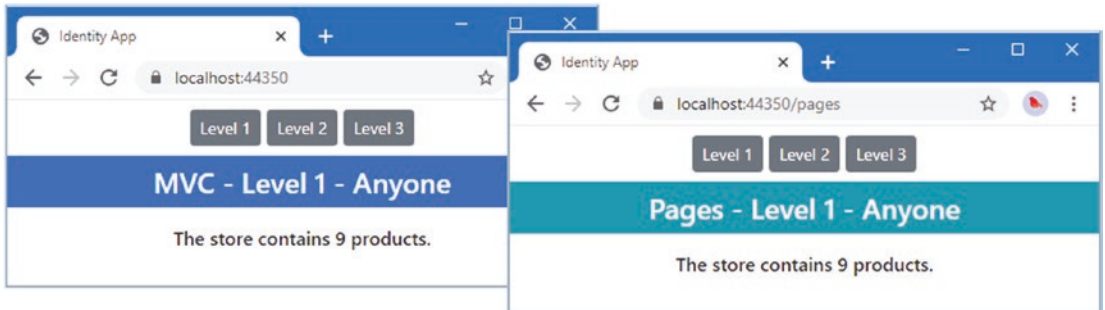 Identity App
localhost:44350
Level 1 Level 2 Level 3
MVC - Level 1 - Anyone
The store contains 9 products.
Identity App
localhost:44350/pages
Level 1 Level 2 Level 3
Pages - Level 1 - Anyone
The store contains 9 products.